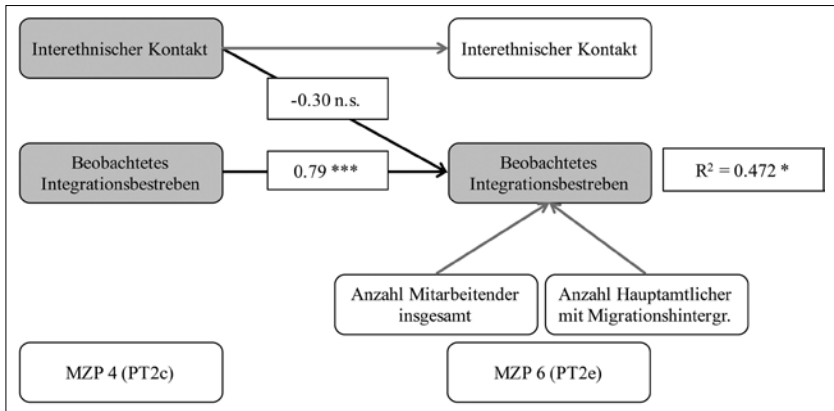 Interethnischer Kontakt
Interethnischer Kontakt
-0.30 n.s.
Beobachtetes
Integrationsbestreben
0.79 ***
Beobachtetes
Integrationsbestreben
R² = 0.472 *
Anzahl Mitarbeitender
insgesamt
Anzahl Hauptamtlicher
mit Migrationshintergr.
MZP 4 (PT2c)
MZP 6 (PT2e)